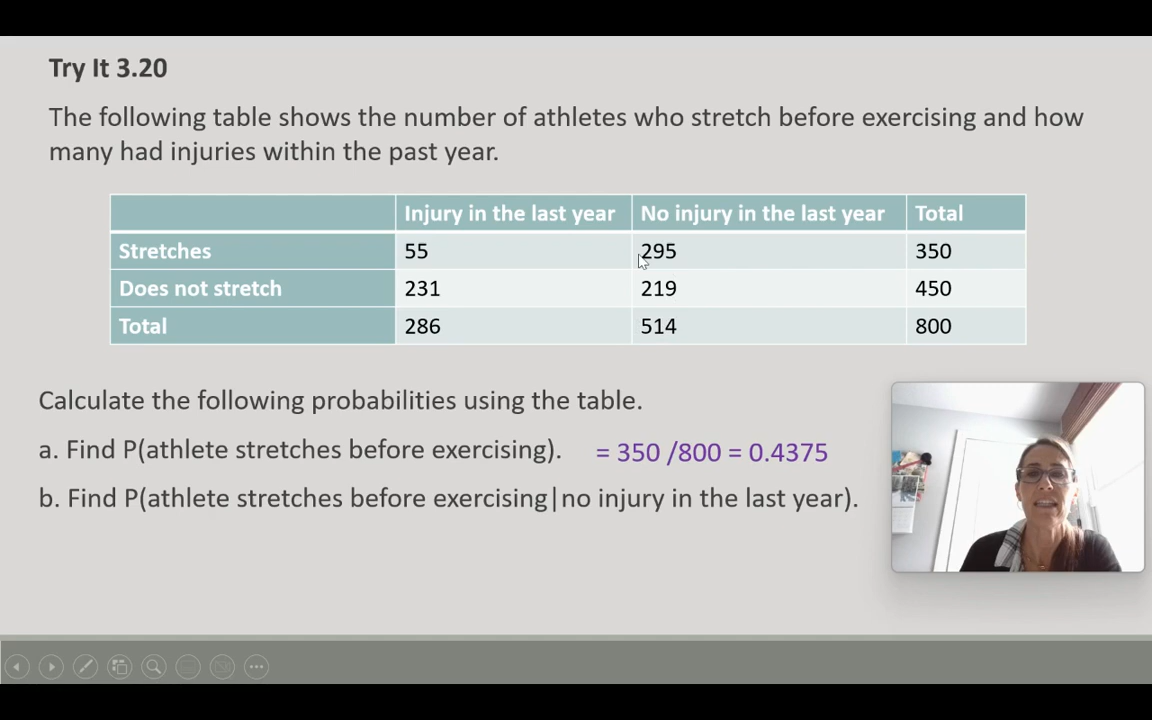 Try It 3.20
The following table shows the number of athletes who stretch before exercising and how
many had injuries within the past year.
Injury in the last year No injury in the last year Total
Stretches 55 295 350
Does not stretch 231 219 450
Total 286 514 800
Calculate the following probabilities using the table.
a. Find P(athlete stretches before exercising). = 350 /800 = 0.4375
b. Find P(athlete stretches before exercising|no injury in the last year).